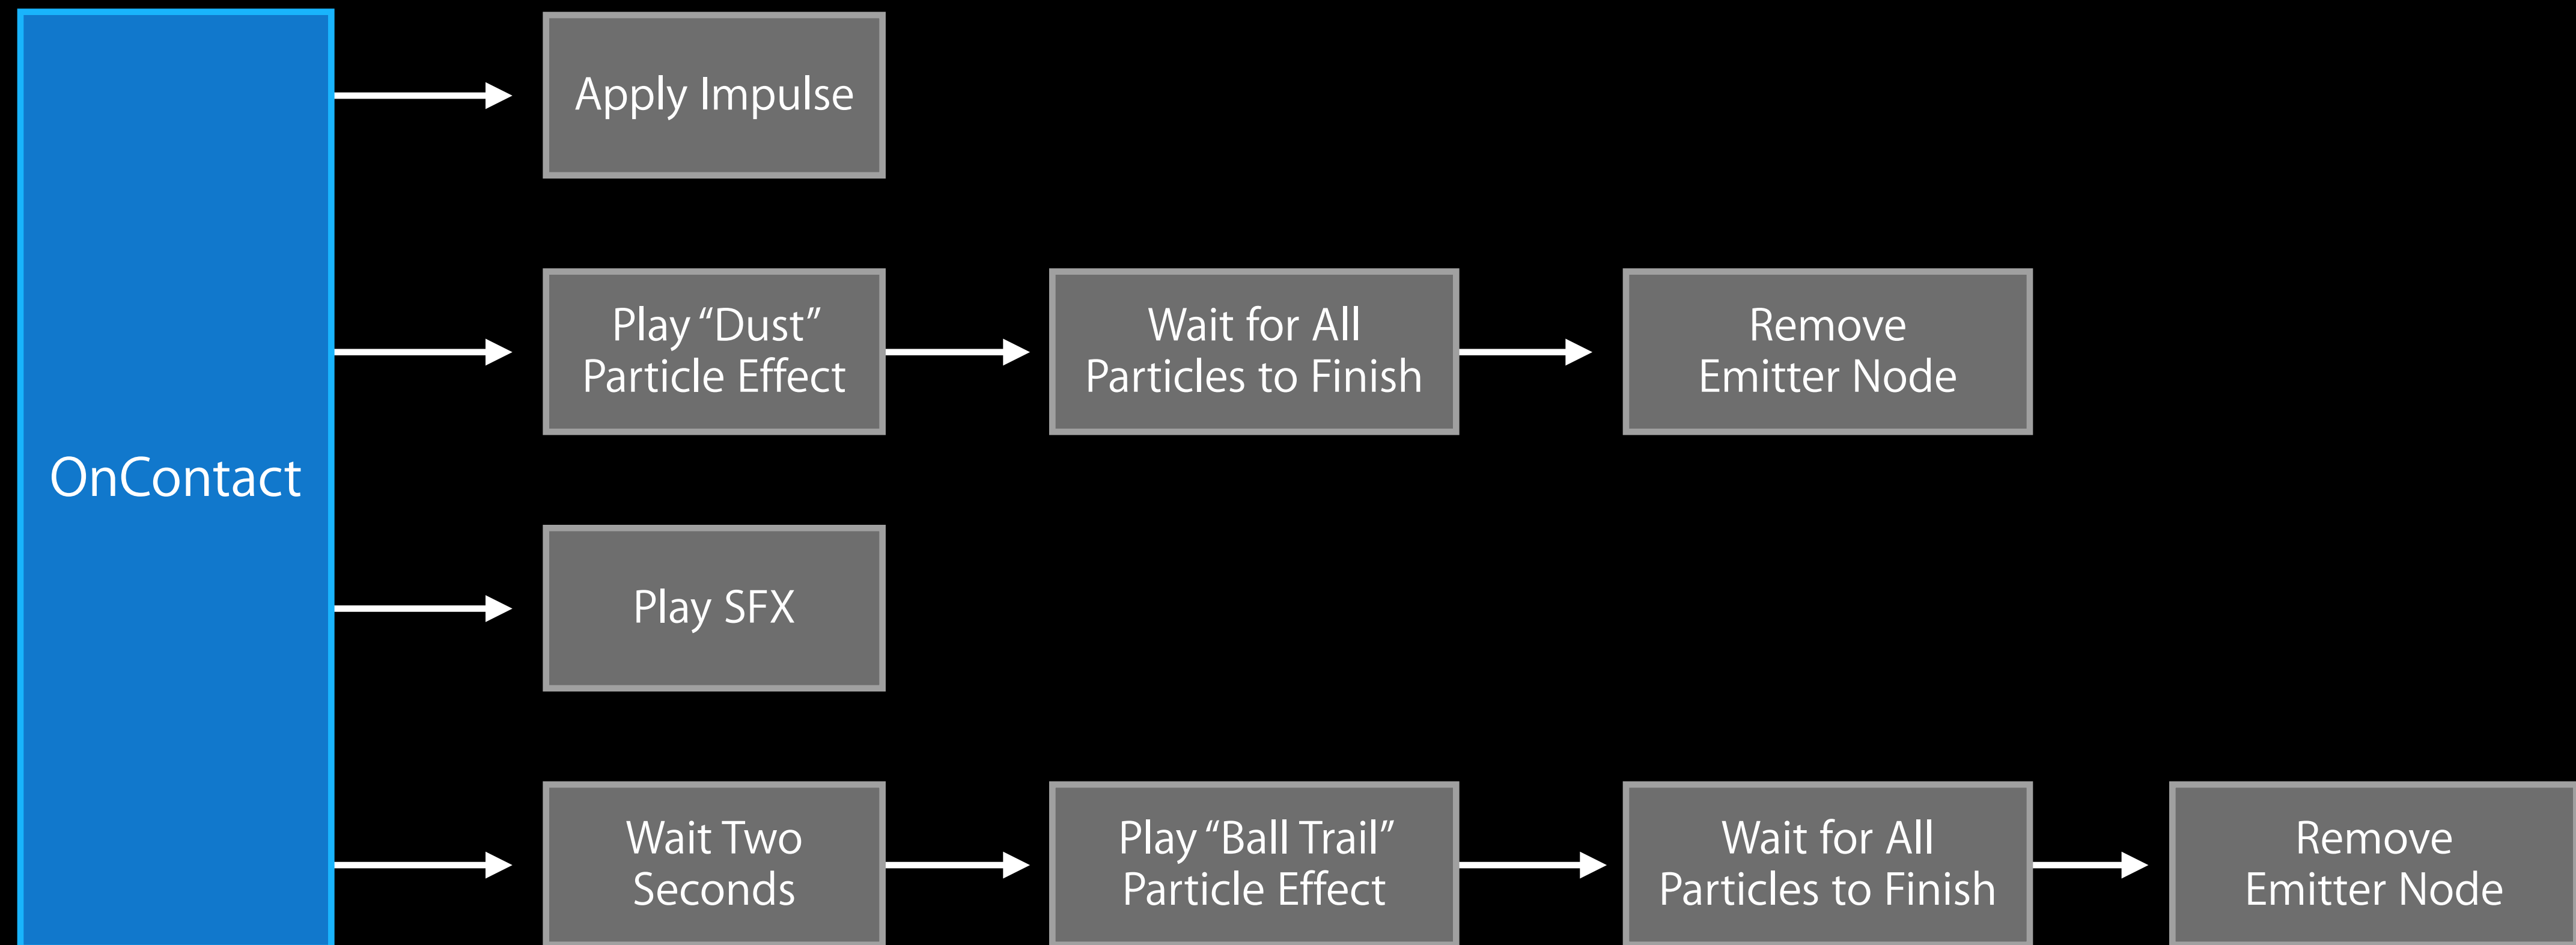 OnContact
Apply Impulse
Play “Dust”
Particle Effect
Wait for All
Particles to Finish
Remove
Emitter Node
Play SFX
Wait Two
Seconds
Play “Ball Trail”
Particle Effect
Wait for All
Particles to Finish
Remove
Emitter Node